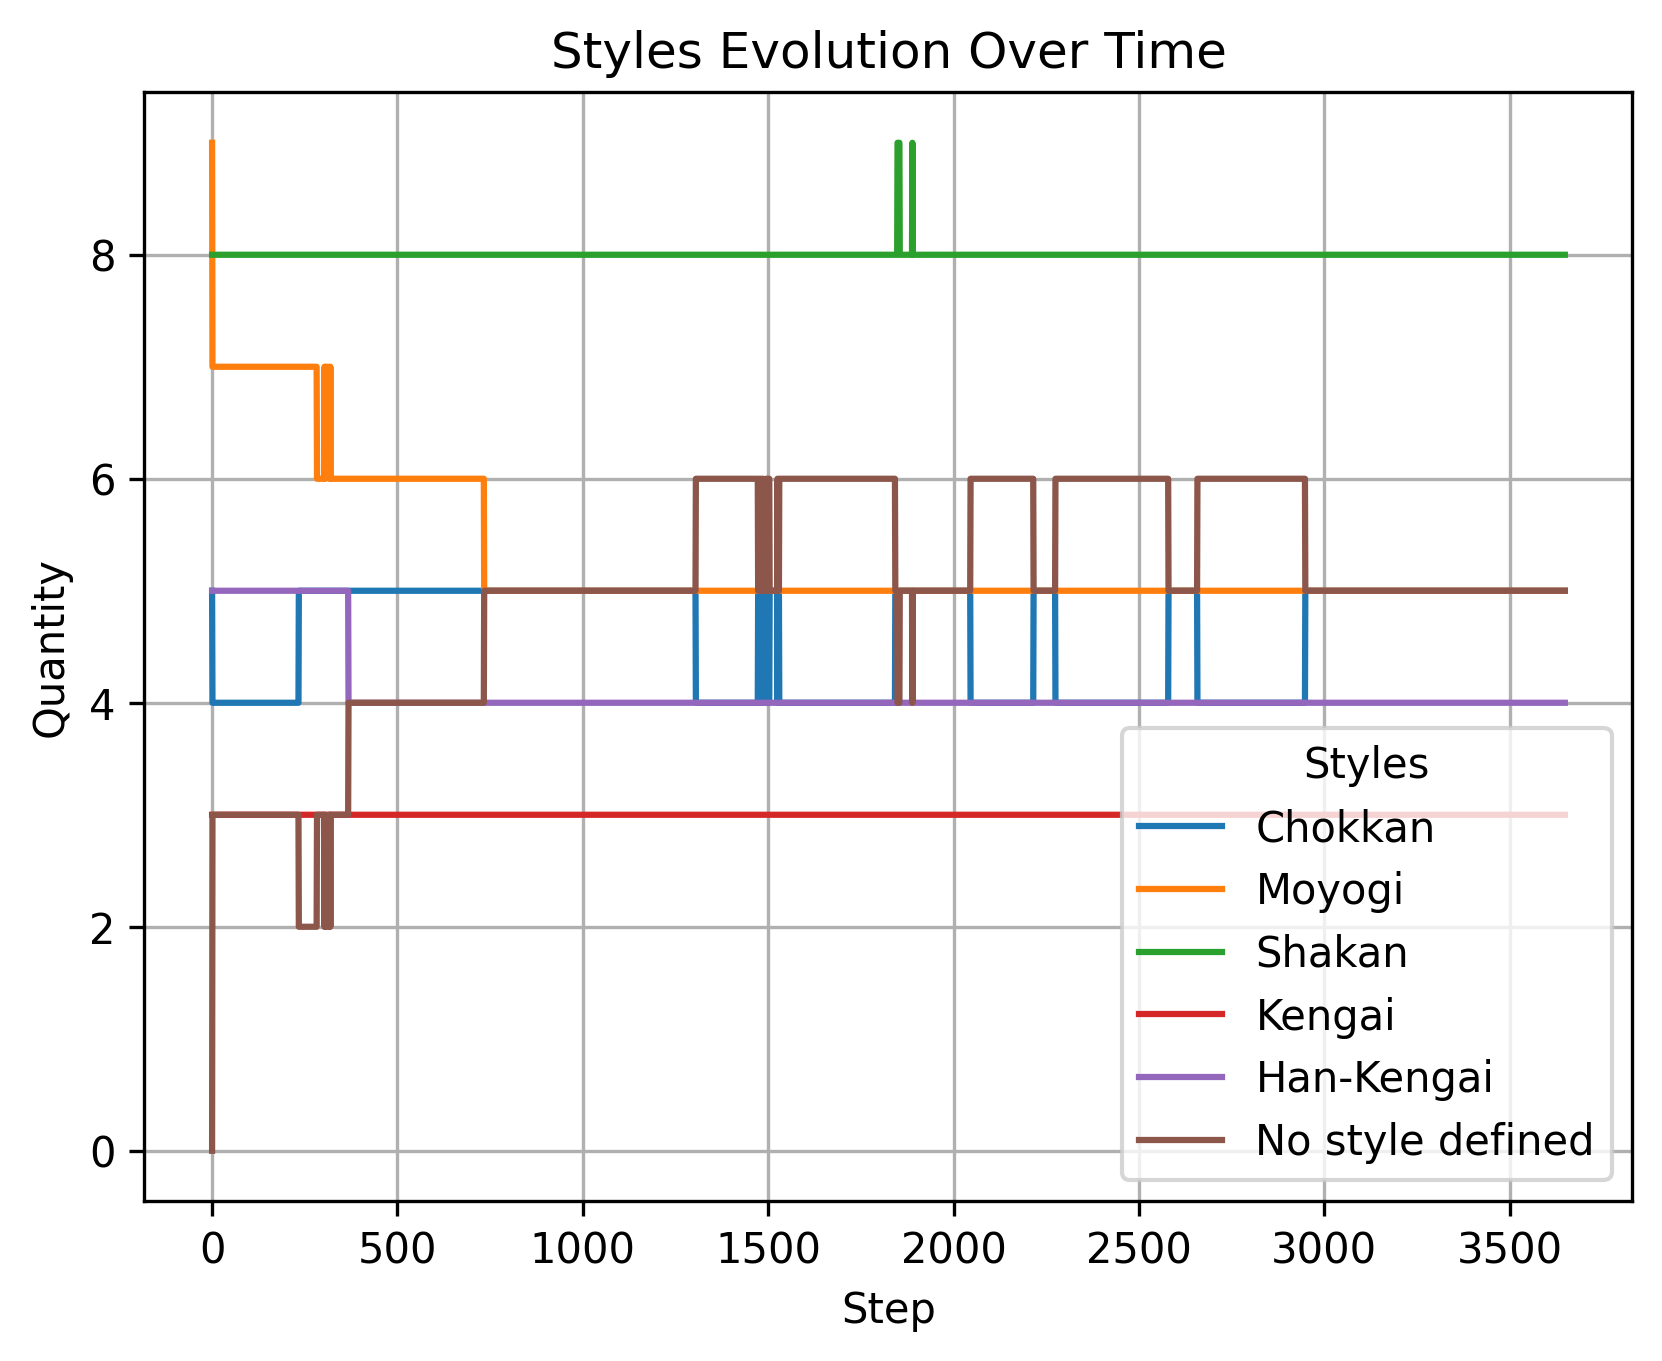 Styles Evolution Over Time
8
6
4
2
0
Quantity
0 500 1000 1500 2000 2500 3000 3500
Step
Styles
Chokkan
Moyogi
Shakan
Kengai
Han-Kengai
No style defined